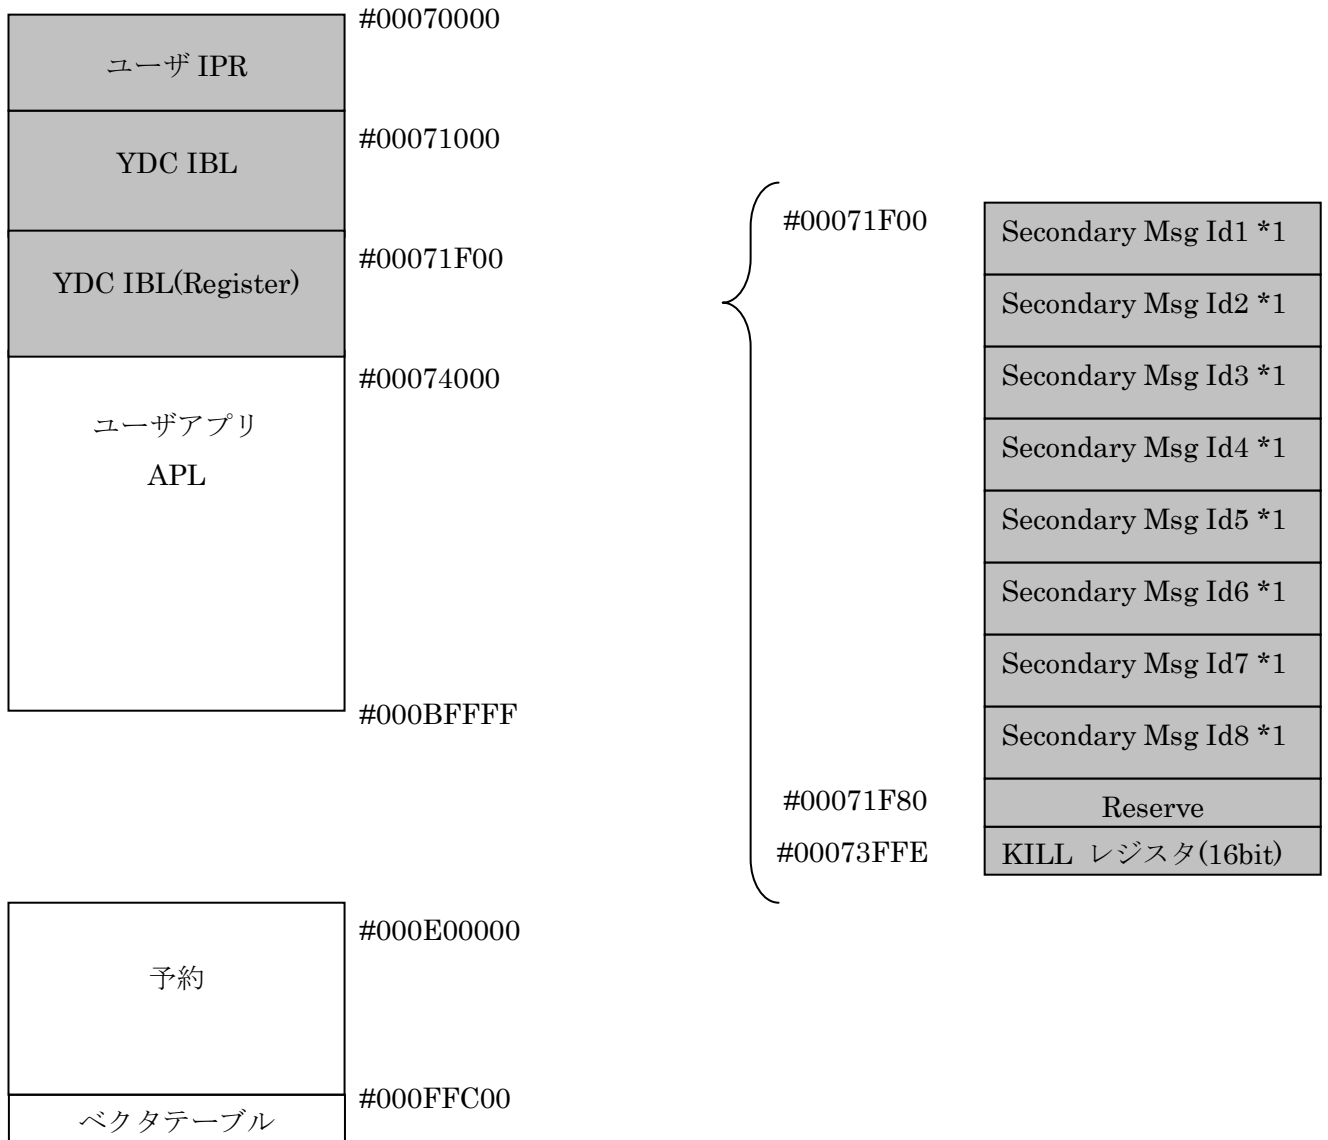 #00070000
ユーザ IPR
#00071000
YDC IBL
#00071F00
YDC IBL(Register)
#00074000
ユーザアプリ
APL
#000BFFFF
#000E00000
予約
#000FFC00
ベクタテーブル
#00071F00
Secondary Msg Id1 *1
Secondary Msg Id2 *1
Secondary Msg Id3 *1
Secondary Msg Id4 *1
Secondary Msg Id5 *1
Secondary Msg Id6 *1
Secondary Msg Id7 *1
Secondary Msg Id8 *1
#00071F80
Reserve
#00073FFE
KILL レジスタ(16bit)